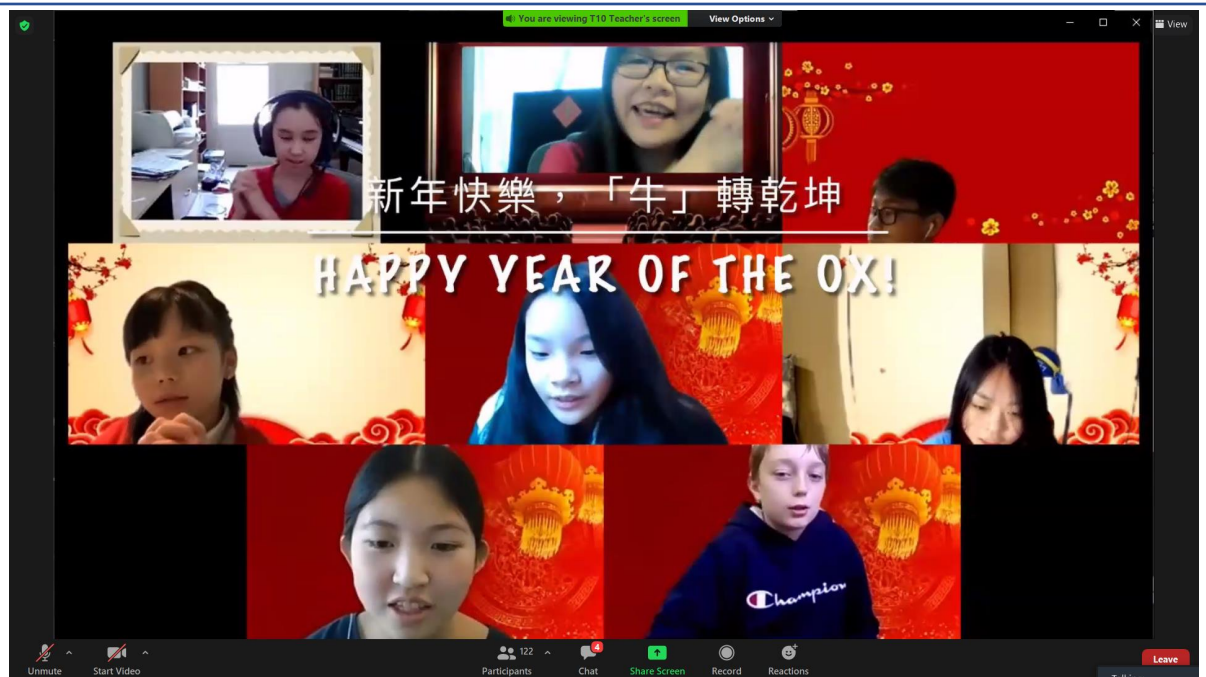 You are viewing T10 Teacher's screen
View Options
View
新年快樂，「牛」轉乾坤
HAPPY YEAR OF THE OX!
Champion
Unmute
Start Video
122
Participants
4
Chat
Share Screen
Record
Reactions
Leave